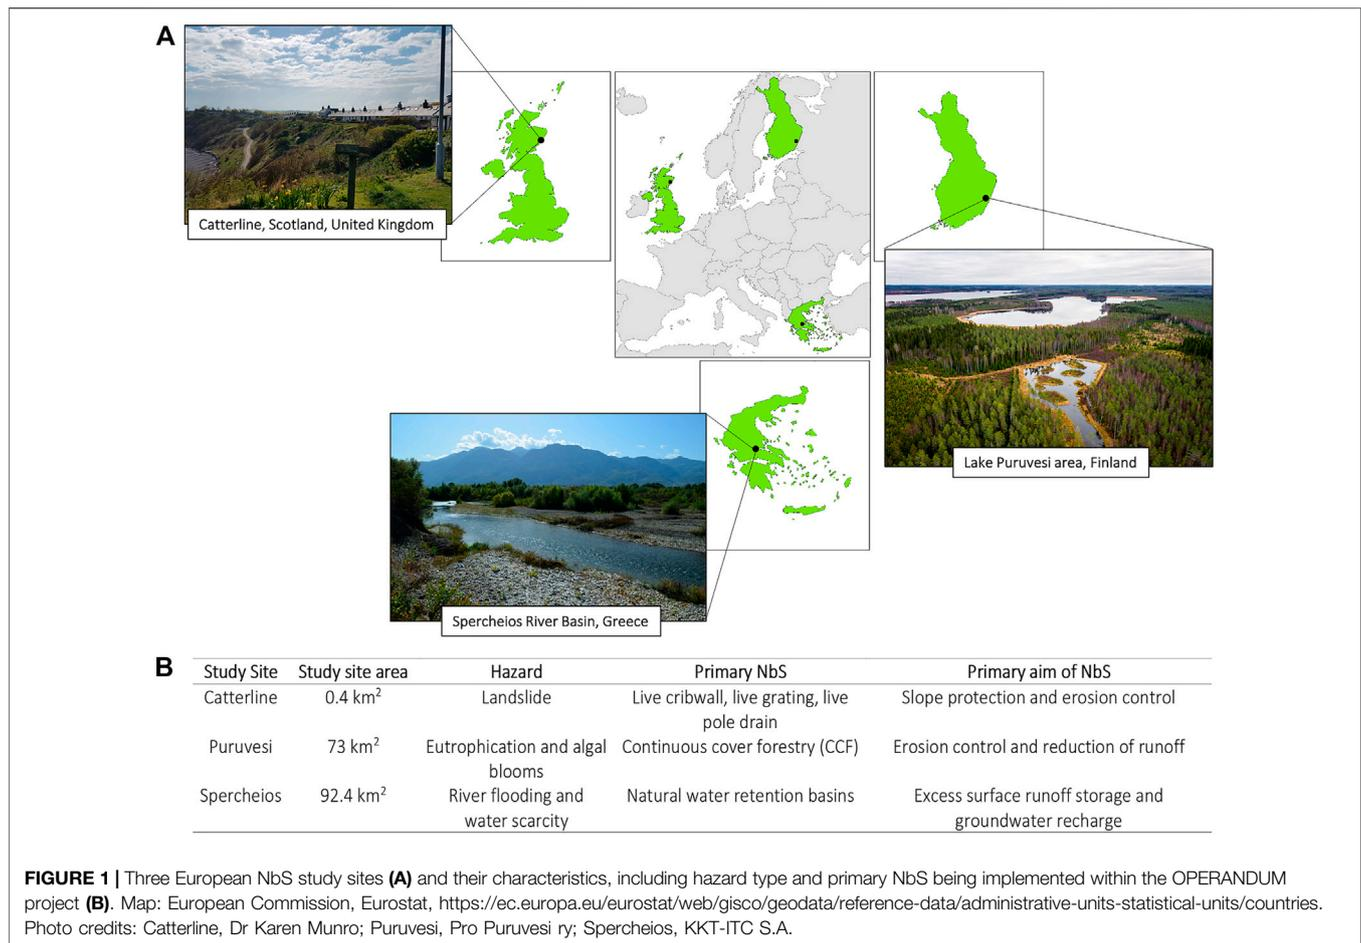 A
Catterline, Scotland, United Kingdom
Lake Puruvesi area, Finland
Spercheios River Basin, Greece
B
Study Site Study site area Hazard Primary NbS Primary aim of NbS
Catterline 0.4 km² Landslide Live cribwall, live grating, live Slope protection and erosion control
pole drain
Puruvesi 73 km² Eutrophication and algal Continuous cover forestry (CCF) Erosion control and reduction of runoff
blooms
Spercheios 92.4 km² River flooding and Natural water retention basins Excess surface runoff storage and
water scarcity groundwater recharge
FIGURE 1 | Three European NbS study sites (A) and their characteristics, including hazard type and primary NbS being implemented within the OPERANDUM
project (B). Map: European Commission, Eurostat, https://ec.europa.eu/eurostat/web/gisco/geodata/reference-data/administrative-units-statistical-units/countries.
Photo credits: Catterline, Dr Karen Munro; Puruvesi, Pro Puruvesi ry; Spercheios, KKT-ITC S.A.